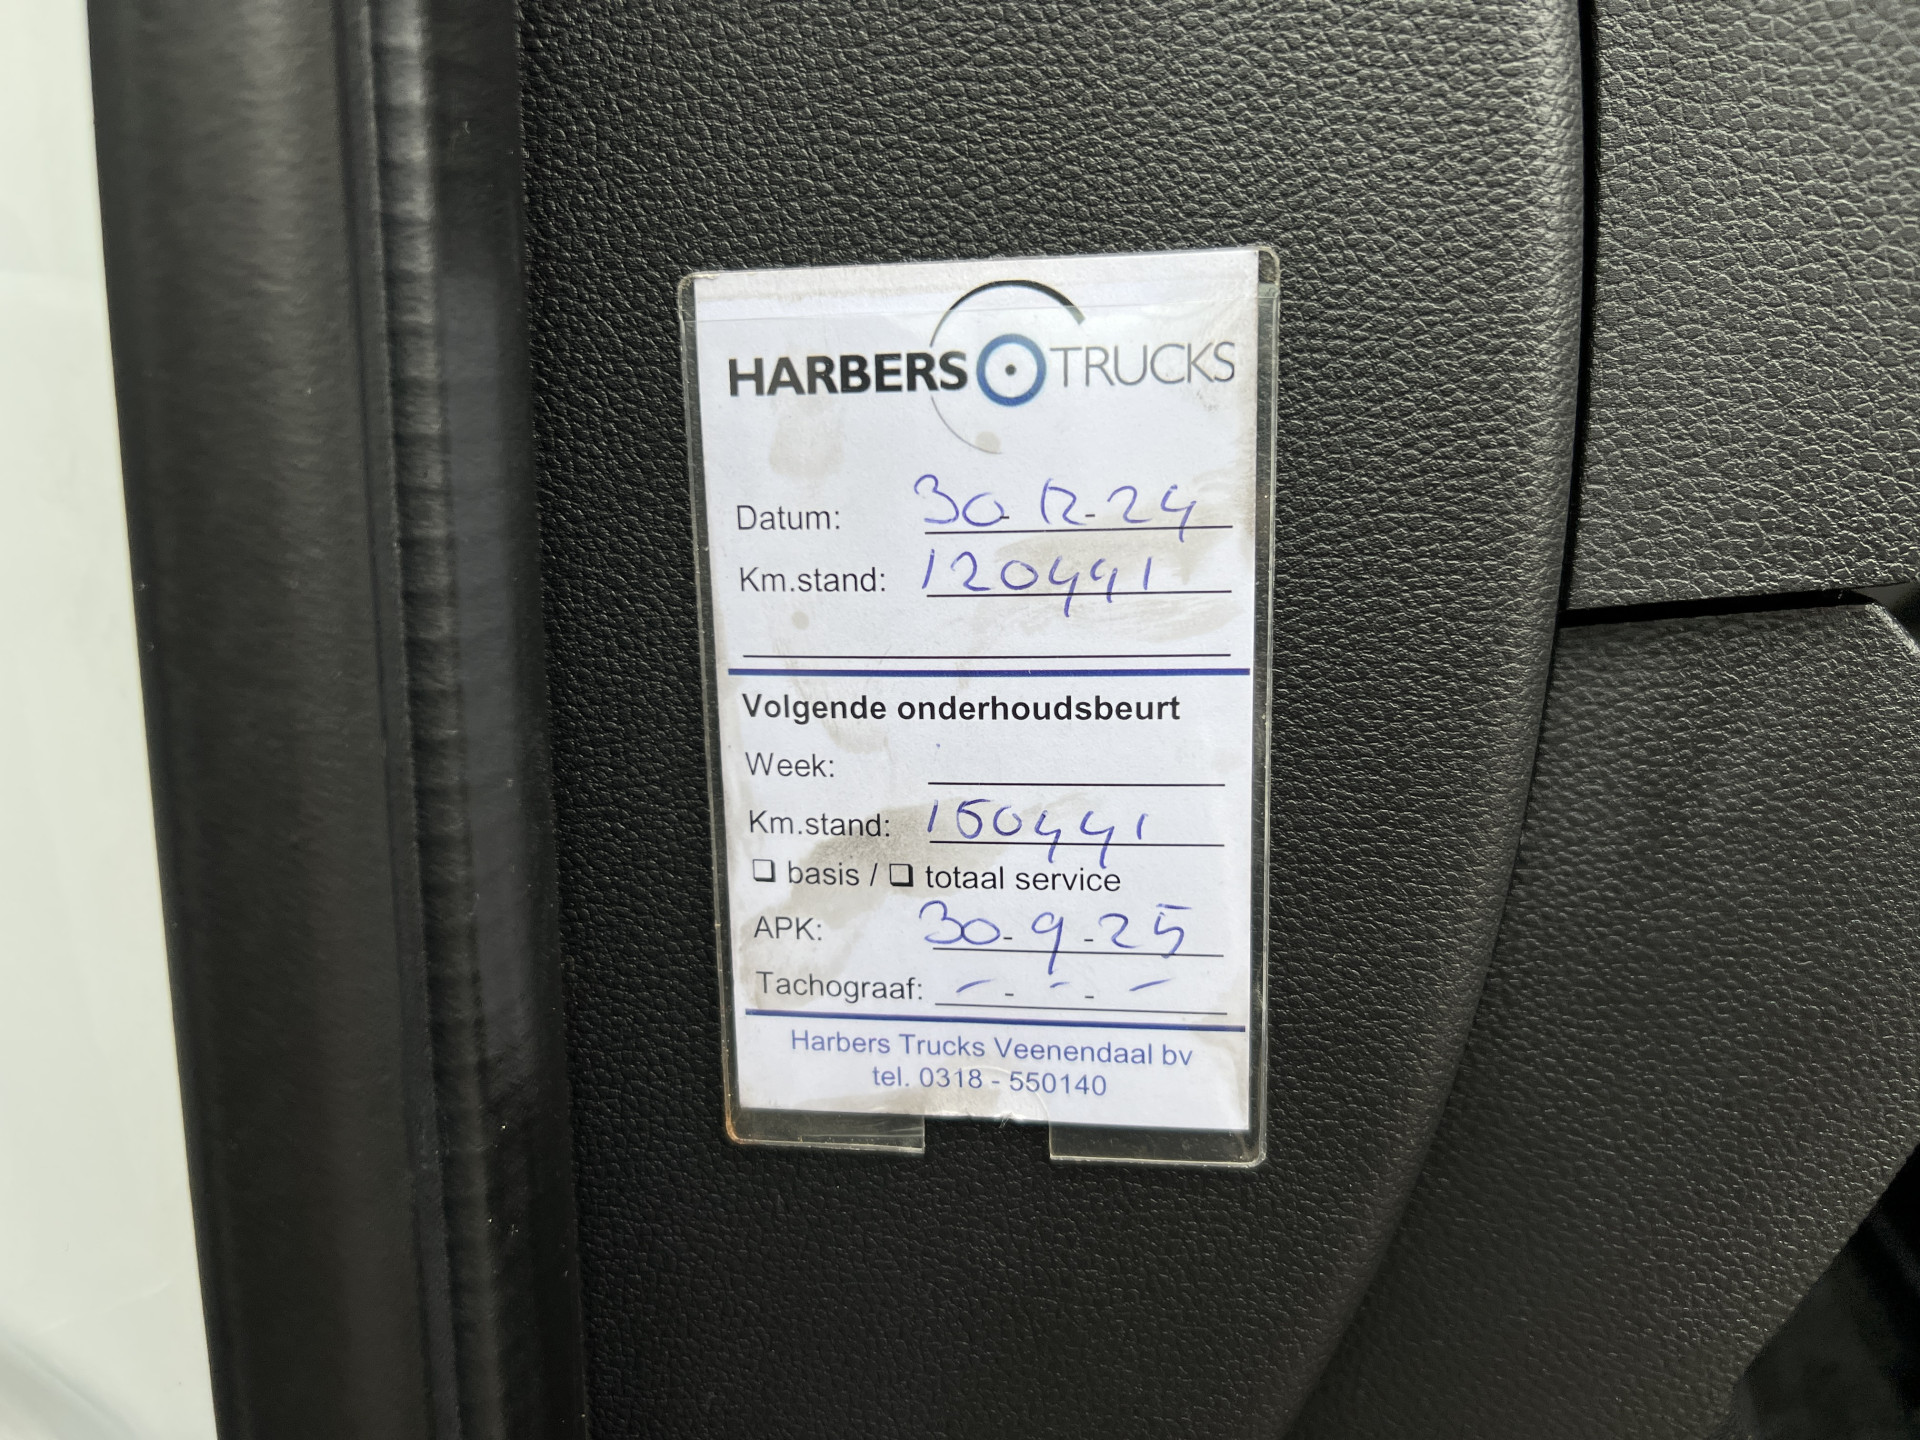 HARBERS TRUCKS
Datum: 30-12-24
Km.stand: 120441
Volgende onderhoudsbeurt
Week:
Km.stand: 150441
❑ basis / ❑ totaal service
APK: 30-9-25
Tachograaf: - - - - -
Harbers Trucks Veenendaal bv
tel. 0318 - 550140